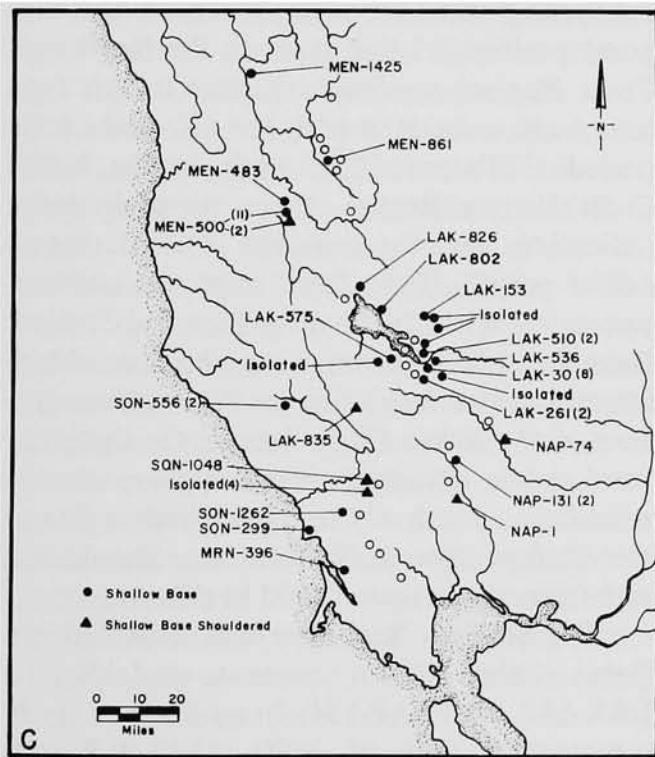 MEN-1425
N
MEN-861
MEN-483
(11)
MEN-500-(2)
LAK-826
LAK-802
LAK-153
LAK-575
Isolated
LAK-510 (2)
Isolated
LAK-536
LAK-30 (8)
Isolated
SON-556 (2)
LAK-261 (2)
LAK-835
NAP-74
SON-1048
Isolated(4)
NAP-131 (2)
SON-1262
NAP-1
SON-299
MRN-396
Shallow Base
Shallow Base Shouldered
0 10 20
Miles
C